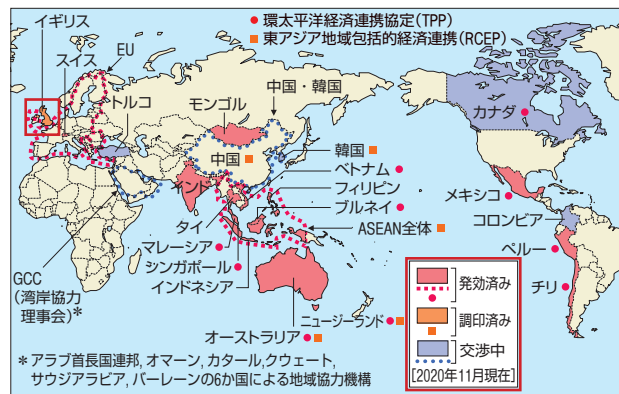 ●環太平洋経済連携協定(TPP)
■東アジア地域包括的経済連携(RCEP)
イギリス
EU
スイス
トルコ
中国・韓国
モンゴル
カナダ●
中国■
韓国■
ベトナム●
インド
フィリピン
メキシコ●
ブルネイ●
コロンビア
タイ
ASEAN全体■
マレーシア●
ペルー●
GCC
(湾岸協力
理事会)*
シンガポール●
インドネシア
チリ●
発効済み
ニュージーランド●■
調印済み
オーストラリア●■
交渉中
[2020年11月現在]
*アラブ首長国連邦,オマーン,カタール,クウェート,
サウジアラビア,バーレーンの6か国による地域協力機構